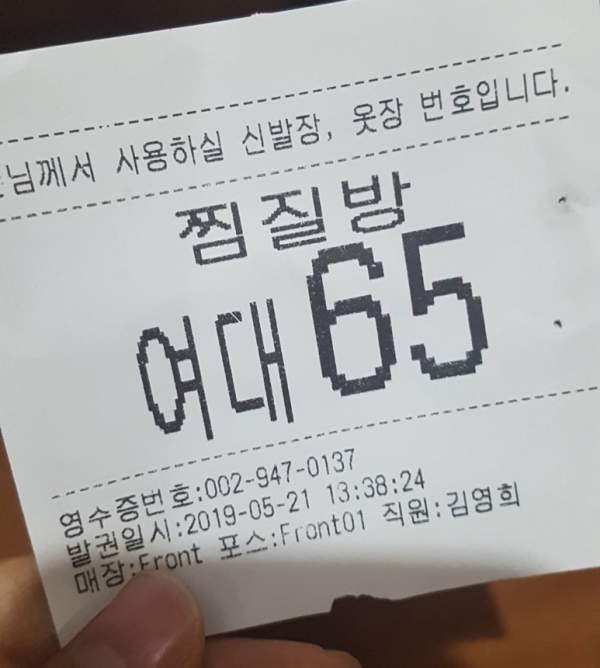 님께서 사용하실 신발장, 옷장 번호입니다.
찜질방
여대65
영수증번호:002-947-0137
발권일시:2019-05-21 13:38:24
매장:Front 포스:Front01 직원:김영희